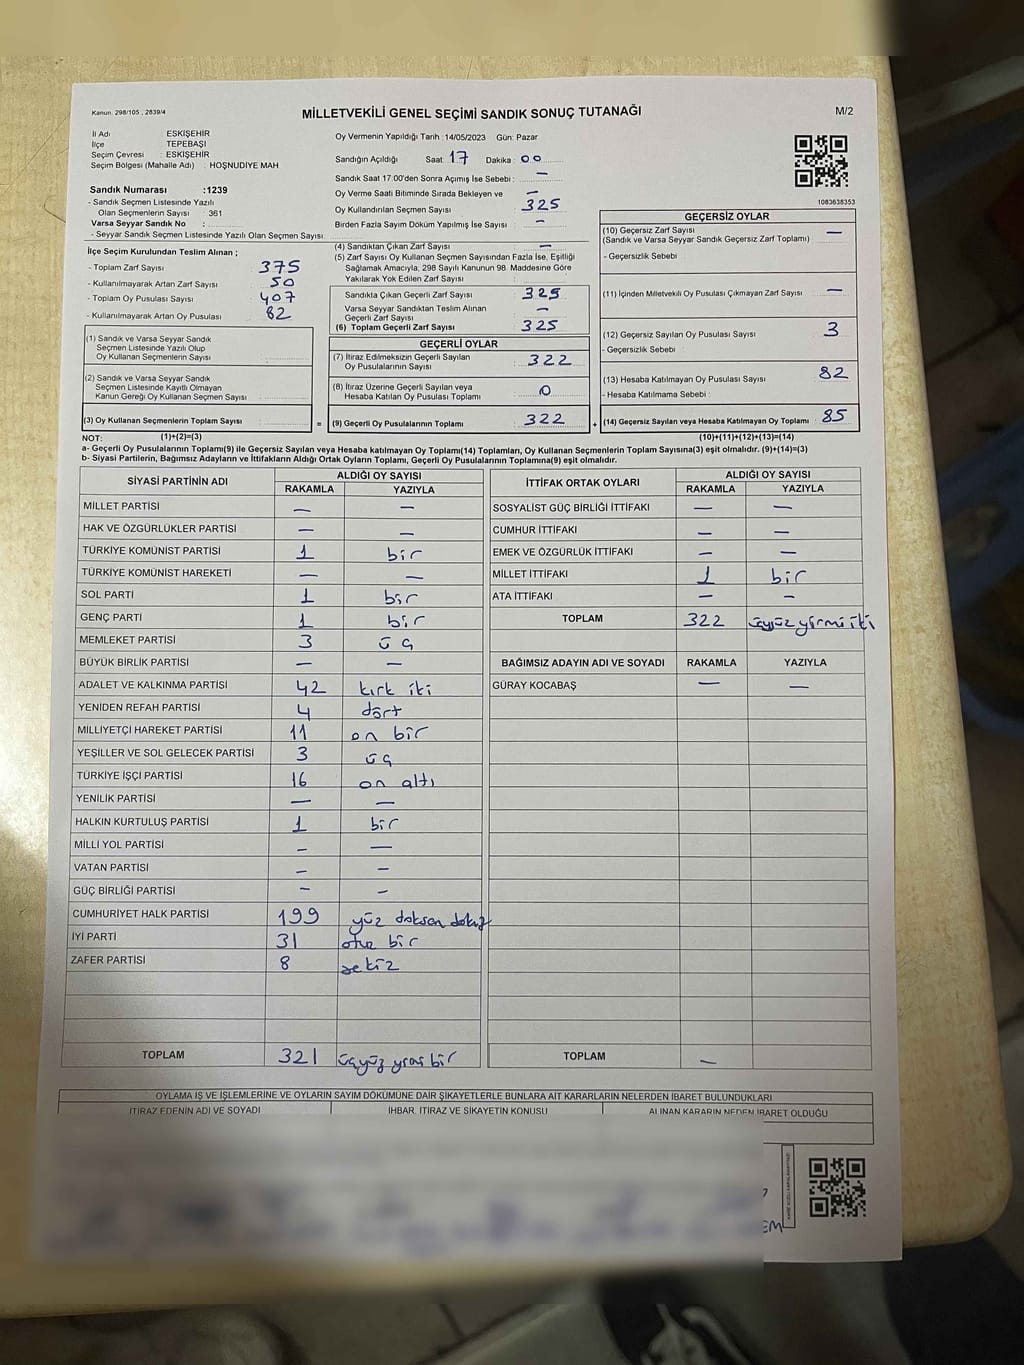 Kanun. 298/105 , 2839/4
MİLLETVEKİLİ GENEL SEÇİMİ SANDIK SONUÇ TUTANAĞI
M/2
İl Adı : ESKİŞEHİR
İlçe : TEPEBAŞI
Seçim Çevresi : ESKİŞEHİR
Seçim Bölgesi (Mahalle Adı) : HOŞNUDİYE MAH
Sandık Numarası :1239
- Sandık Seçmen Listesinde Yazılı
Olan Seçmenlerin Sayısı : 361
Varsa Seyyar Sandık No :
- Seyyar Sandık Seçmen Listesinde Yazılı Olan Seçmen Sayısı
Oy Vermenin Yapıldığı Tarih :14/05/2023 Gün: Pazar
Sandığın Açıldığı Saat: 17 Dakika : 00
Sandık Saat 17:00'den Sonra Açımış İse Sebebi : —
Oy Verme Saati Bitiminde Sırada Bekleyen ve —
Oy Kullandırılan Seçmen Sayısı 325
Birden Fazla Sayım Döküm Yapılmış İse Sayısı : -
1083638353
İlçe Seçim Kurulundan Teslim Alınan ;
- Toplam Zarf Sayısı 375
- Kullanılmayarak Artan Zarf Sayısı 50
- Toplam Oy Pusulası Sayısı 407
- Kullanılmayarak Artan Oy Pusulası 82
(1) Sandık ve Varsa Seyyar Sandık
Seçmen Listesinde Yazılı Olup
Oy Kullanan Seçmenlerin Sayısı :
(2) Sandık ve Varsa Seyyar Sandık
Seçmen Listesinde Kayıtlı Olmayan
Kanun Gereği Oy Kullanan Seçmen Sayısı :
(3) Oy Kullanan Seçmenlerin Toplam Sayısı :
(4) Sandıktan Çıkan Zarf Sayısı : —
(5) Zarf Sayısı Oy Kullanan Seçmen Sayısından Fazla İse, Eşitliği
Sağlamak Amacıyla; 298 Sayılı Kanunun 98. Maddesine Göre
Yakılarak Yok Edilen Zarf Sayısı :
Sandıkta Çıkan Geçerli Zarf Sayısı : 325
Varsa Seyyar Sandıktan Teslim Alınan
Geçerli Zarf Sayısı : —
(6) Toplam Geçerli Zarf Sayısı : 325
GEÇERLİ OYLAR
(7) İtiraz Edilmeksizin Geçerli Sayılan
Oy Pusulalarının Sayısı : 322
(8) İtiraz Üzerine Geçerli Sayılan veya
Hesaba Katılan Oy Pusulası Toplamı : 0
= (9) Geçerli Oy Pusulalarının Toplamı : 322
GEÇERSİZ OYLAR
(10) Geçersiz Zarf Sayısı
(Sandık ve Varsa Seyyar Sandık Geçersiz Zarf Toplamı) —
- Geçersizlik Sebebi :
(11) İçinden Milletvekili Oy Pusulası Çıkmayan Zarf Sayısı : —
(12) Geçersiz Sayılan Oy Pusulası Sayısı : 3
- Geçersizlik Sebebi :
(13) Hesaba Katılmayan Oy Pusulası Sayısı : 82
- Hesaba Katılmama Sebebi :
+ (14) Geçersiz Sayılan veya Hesaba Katılmayan Oy Toplamı : 85
NOT: (1)+(2)=(3) (10)+(11)+(12)+(13)=(14)
a- Geçerli Oy Pusulalarının Toplamı(9) ile Geçersiz Sayılan veya Hesaba katılmayan Oy Toplamı(14) Toplamları, Oy Kullanan Seçmenlerin Toplam Sayısına(3) eşit olmalıdır. (9)+(14)=(3)
b- Siyasi Partilerin, Bağımsız Adayların ve İttifakların Aldığı Ortak Oyların Toplamı, Geçerli Oy Pusulalarının Toplamına(9) eşit olmalıdır.
SİYASİ PARTİNİN ADI ALDIĞI OY SAYISI
RAKAMLA YAZIYLA
MİLLET PARTİSİ — —
HAK VE ÖZGÜRLÜKLER PARTİSİ — —
TÜRKİYE KOMÜNİST PARTİSİ 1 bir
TÜRKİYE KOMÜNİST HAREKETİ — —
SOL PARTİ 1 bir
GENÇ PARTİ 1 bir
MEMLEKET PARTİSİ 3 üç
BÜYÜK BİRLİK PARTİSİ — —
ADALET VE KALKINMA PARTİSİ 42 kırk iki
YENİDEN REFAH PARTİSİ 4 dört
MİLLİYETÇİ HAREKET PARTİSİ 11 on bir
YEŞİLLER VE SOL GELECEK PARTİSİ 3 üç
TÜRKİYE İŞÇİ PARTİSİ 16 on altı
YENİLİK PARTİSİ — —
HALKIN KURTULUŞ PARTİSİ 1 bir
MİLLİ YOL PARTİSİ - —
VATAN PARTİSİ - -
GÜÇ BİRLİĞİ PARTİSİ - -
CUMHURİYET HALK PARTİSİ 199 yüz doksan dokuz
İYİ PARTİ 31 otuz bir
ZAFER PARTİSİ 8 sekiz
TOPLAM 321 üçyüz yirmi bir
İTTİFAK ORTAK OYLARI ALDIĞI OY SAYISI
RAKAMLA YAZIYLA
SOSYALİST GÜÇ BİRLİĞİ İTTİFAKI — —
CUMHUR İTTİFAKI — —
EMEK VE ÖZGÜRLÜK İTTİFAKI — —
MİLLET İTTİFAKI 1 bir
ATA İTTİFAKI — -
TOPLAM 322 üçyüz yirmi iki
BAĞIMSIZ ADAYIN ADI VE SOYADI RAKAMLA YAZIYLA
GÜRAY KOCABAŞ — —
TOPLAM —
OYLAMA İŞ VE İŞLEMLERİNE VE OYLARIN SAYIM DÖKÜMÜNE DAİR ŞİKAYETLERLE BUNLARA AİT KARARLARIN NELERDEN İBARET BULUNDUKLARI
İTİRAZ EDENİN ADI VE SOYADI İHBAR, İTİRAZ VE ŞİKAYETİN KONUSU ALINAN KARARIN NEDEN İBARET OLDUĞU